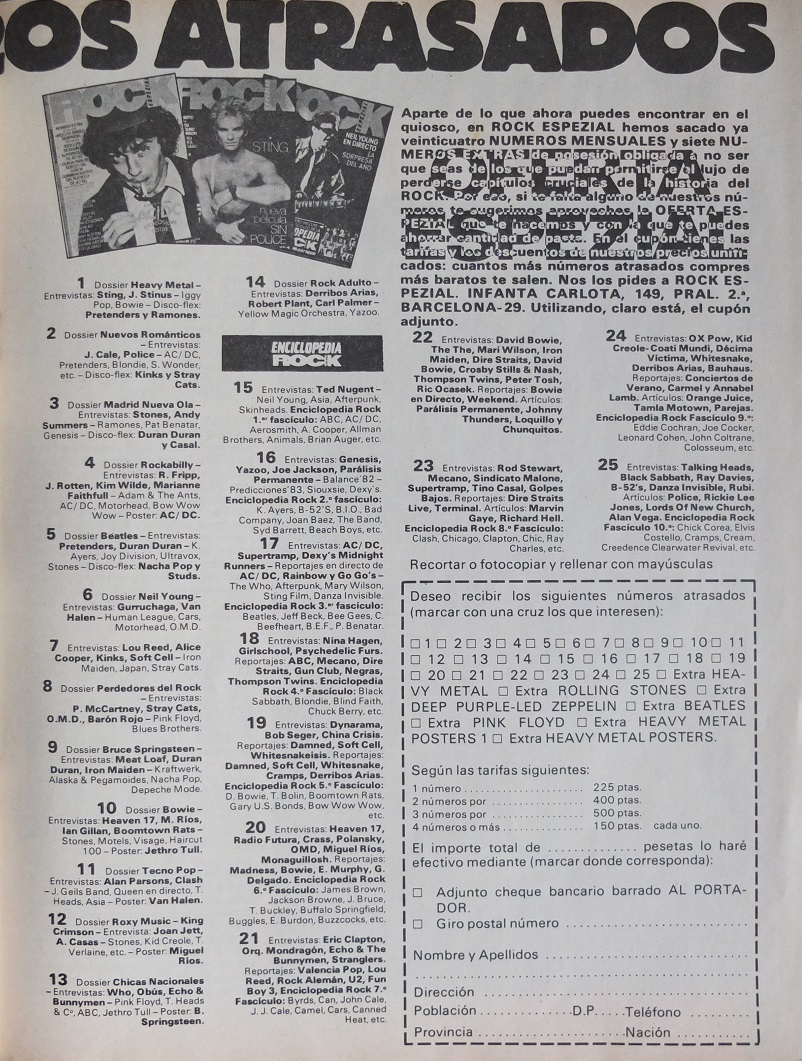 ROS ATRASADOS
ROCK
ROCK
ROCK
STING
NEIL YOUNG
EN DIRECTO
LA
SORPRESA
DEL AÑO
AC/DC
nueva
película
SIN
POLICE
Aparte de lo que ahora puedes encontrar en el
quiosco, en ROCK ESPEZIAL hemos sacado ya
veinticuatro NUMEROS MENSUALES y siete NU-
MEROS EXTRAS de posesión obligada a no ser
que seas de los que puedan permitirse el lujo de
perderse capítulos cruciales de la historia del
ROCK. Por eso, si te falta alguno de nuestros nú-
meros te sugerimos aproveches la OFERTA ES-
PEZIAL que te hacemos y con la que te puedes
ahorrar cantidad de pasta. En el cupón tienes las
tarifas y los descuentos de nuestros precios unifi-
cados: cuantos más números atrasados compres
más baratos te salen. Nos los pides a ROCK ES-
PEZIAL. INFANTA CARLOTA, 149, PRAL. 2.ª,
BARCELONA-29. Utilizando, claro está, el cupón
adjunto.
1 Dossier Heavy Metal –
Entrevistas: Sting, J. Stinus – Iggy
Pop, Bowie – Disco-flex:
Pretenders y Ramones.
2 Dossier Nuevos Románticos
– Entrevistas:
J. Cale, Police – AC/DC,
Pretenders, Blondie, S. Wonder,
etc. – Disco-flex: Kinks y Stray
Cats.
3 Dossier Madrid Nueva Ola –
Entrevistas: Stones, Andy
Summers – Ramones, Pat Benatar,
Genesis – Disco-flex: Duran Duran
y Casal.
4 Dossier Rockabilly –
Entrevistas: R. Fripp,
J. Rotten, Kim Wilde, Marianne
Faithfull – Adam & The Ants,
AC/DC, Motorhead, Bow Wow
Wow – Poster: AC/DC.
5 Dossier Beatles – Entrevistas:
Pretenders, Duran Duran – K.
Ayers, Joy Division, Ultravox,
Stones – Disco-flex: Nacha Pop y
Studs.
6 Dossier Neil Young –
Entrevistas: Gurruchaga, Van
Halen – Human League, Cars,
Motorhead, O.M.D.
7 Lou Reed, Alice
Cooper, Kinks, Soft Cell – Iron
Maiden, Japan, Stray Cats.
8 Dossier Perdedores del Rock
– Entrevistas:
P. McCartney, Stray Cats,
O.M.D., Barón Rojo – Pink Floyd,
Blues Brothers.
9 Dossier Bruce Springsteen –
Entrevistas: Meat Loaf, Duran
Duran, Iron Maiden – Kraftwerk,
Alaska & Pegamoides, Nacha Pop,
Depeche Mode.
10 Dossier Bowie –
Entrevistas: Heaven 17, M. Ríos,
Ian Gillan, Boomtown Rats –
Stones, Motels, Visage, Haircut
100 – Poster: Jethro Tull.
11 Dossier Tecno Pop –
Entrevistas: Alan Parsons, Clash
– J. Geils Band, Queen en directo, T.
Heads, Asia – Poster: Van Halen.
12 Dossier Roxy Music – King
Crimson – Entrevista: Joan Jett,
A. Casas – Stones, Kid Creole, T.
Verlaine, etc. – Poster: Miguel
Ríos.
13 Dossier Chicas Nacionales
– Entrevistas: Who, Obús, Echo &
Bunnymen – Pink Floyd, T. Heads
& Cº, ABC, Jethro Tull – Poster: B.
Springsteen.
14 Dossier Rock Adulto –
Entrevistas: Derribos Arias,
Robert Plant, Carl Palmer –
Yellow Magic Orchestra, Yazoo.
ENCICLOPEDIA
ROCK
15 Entrevistas: Ted Nugent –
Neil Young, Asia, Afterpunk,
Skinheads. Enciclopedia Rock
1.er fascículo: ABC, AC/DC,
Aerosmith, A. Cooper, Allman
Brothers, Animals, Brian Auger, etc.
16 Entrevistas: Genesis,
Yazoo, Joe Jackson, Parálisis
Permanente – Balance'82 –
Predicciones'83, Siouxsie, Dexy's.
Enciclopedia Rock 2.º fascículo:
K. Ayers, B-52'S, B.I.O., Bad
Company, Joan Baez, The Band,
Syd Barrett, Beach Boys, etc.
17 Entrevistas: AC/DC,
Supertramp, Dexy's Midnight
Runners – Reportajes en directo de
AC/DC, Rainbow y Go Go's –
The Who, Afterpunk, Mary Wilson,
Sting Film, Danza Invisible.
Enciclopedia Rock 3.er fascículo:
Beatles, Jeff Beck, Bee Gees, C.
Beefheart, B.E.F., P. Benatar.
18 Entrevistas: Nina Hagen,
Girlschool, Psychedelic Furs.
Reportajes: ABC, Mecano, Dire
Straits, Gun Club, Negras,
Thompson Twins. Enciclopedia
Rock 4.º Fascículo: Black
Sabbath, Blondie, Blind Faith,
Chuck Berry, etc.
19 Entrevistas: Dynarama,
Bob Seger, China Crisis.
Reportajes: Damned, Soft Cell,
Whitesnakeisis. Reportajes:
Damned, Soft Cell, Whitesnake,
Cramps, Derribos Arias.
Enciclopedia Rock 5.º Fascículo:
D. Bowie, T. Bolin, Boomtown Rats,
Gary U.S. Bonds, Bow Wow Wow,
etc.
20 Entrevistas: Heaven 17,
Radio Futura, Crass, Polansky,
OMD, Miguel Rios,
Monaguillosh. Reportajes:
Madness, Bowie, E. Murphy, G.
Delgado. Enciclopedia Rock
6.º Fascículo: James Brown,
Jackson Browne, J. Bruce,
T. Buckley, Buffalo Springfield,
Buggles, E. Burdon, Buzzcocks, etc.
21 Entrevistas: Eric Clapton,
Orq. Mondragón, Echo & The
Bunnymen, Stranglers.
Reportajes: Valencia Pop, Lou
Reed, Rock Alemán, U2, Fun
Boy 3, Enciclopedia Rock 7.º
Fascículo: Byrds, Can, John Cale,
J. J. Cale, Camel, Cars, Canned
Heat, etc.
22 Entrevistas: David Bowie,
The The, Mari Wilson, Iron
Maiden, Dire Straits, David
Bowie, Crosby Stills & Nash,
Thompson Twins, Peter Tosh,
Ric Ocasek. Reportajes: Bowie
en Directo, Weekend. Artículos:
Parálisis Permanente, Johnny
Thunders, Loquillo y
Chunquitos.
23 Entrevistas: Rod Stewart,
Mecano, Sindicato Malone,
Supertramp, Tino Casal, Golpes
Bajos. Reportajes: Dire Straits
Live, Terminal. Artículos: Marvin
Gaye, Richard Hell.
Enciclopedia Rock 8.º Fascículo:
Clash, Chicago, Clapton, Chic, Ray
Charles, etc.
24 Entrevistas: OX Pow, Kid
Creole-Coati Mundi, Décima
Víctima, Whitesnake,
Derribos Arias, Bauhaus.
Reportajes: Conciertos de
Verano, Carmel y Annabel
Lamb. Artículos: Orange Juice,
Tamla Motown, Parejas.
Enciclopedia Rock Fascículo 9.º:
Eddie Cochran, Joe Cocker,
Leonard Cohen, John Coltrane,
Colosseum, etc.
25 Entrevistas: Talking Heads,
Black Sabbath, Ray Davies,
B-52's, Danza Invisible, Rubi.
Artículos: Police, Rickie Lee
Jones, Lords Of New Church,
Alan Vega. Enciclopedia Rock
Fascículo 10.º: Chick Corea, Elvis
Costello, Cramps, Cream,
Creedence Clearwater Revival, etc.
Recortar o fotocopiar y rellenar con mayúsculas
Deseo recibir los siguientes números atrasados
(marcar con una cruz los que interesen):
□ 1 □ 2 □ 3 □ 4 □ 5 □ 6 □ 7 □ 8 □ 9 □ 10 □ 11
□ 12 □ 13 □ 14 □ 15 □ 16 □ 17 □ 18 □ 19
□ 20 □ 21 □ 22 □ 23 □ 24 □ 25 □ Extra HEA-
VY METAL □ Extra ROLLING STONES □ Extra
DEEP PURPLE-LED ZEPPELIN □ Extra BEATLES
□ Extra PINK FLOYD □ Extra HEAVY METAL
POSTERS 1 □ Extra HEAVY METAL POSTERS.
Según las tarifas siguientes:
1 número .................... 225 ptas.
2 números por ................ 400 ptas.
3 números por ................ 500 ptas.
4 números o más .............. 150 ptas. cada uno.
El importe total de ............ pesetas lo haré
efectivo mediante (marcar donde corresponda):
□ Adjunto cheque bancario barrado AL PORTA-
DOR.
□ Giro postal número ....................
Nombre y Apellidos ....................
Dirección ....................
Población ............D.P. .....Teléfono .........
Provincia ....................Nación ..........